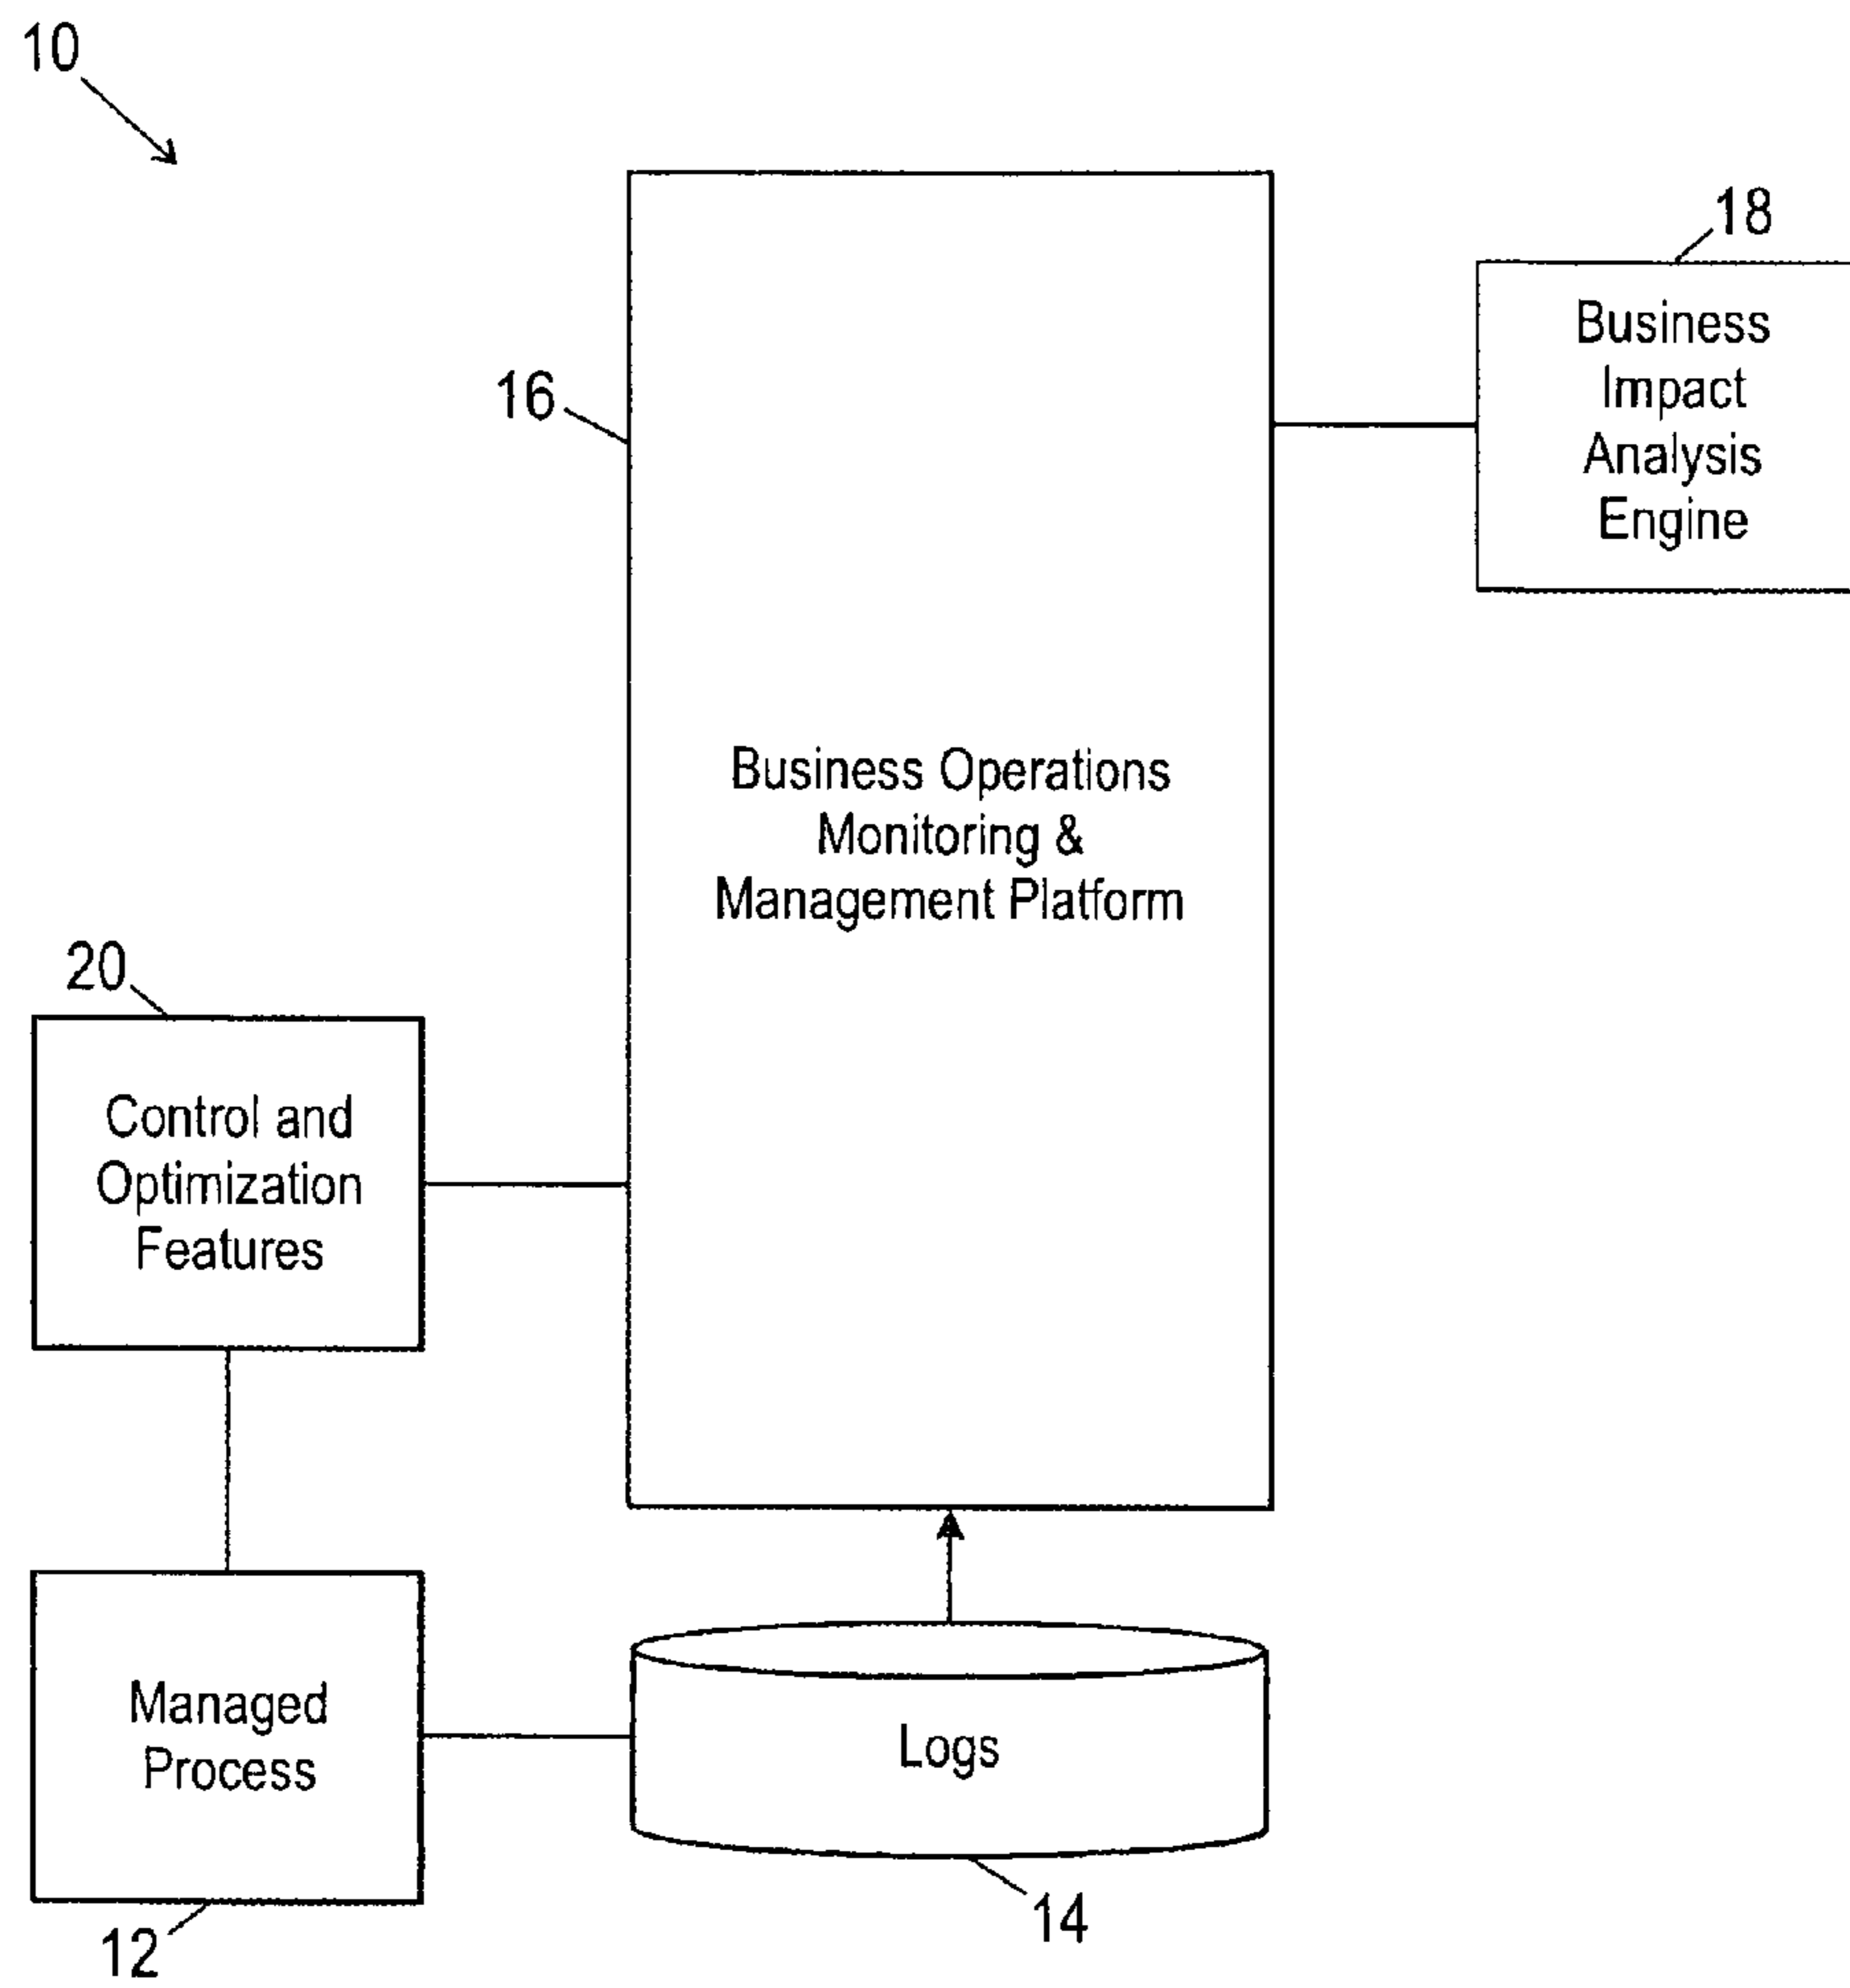 10
18
Business
Impact
Analysis
Engine
16
Business Operations
Monitoring &
Management Platform
20
Control and
Optimization
Features
Managed
Process
Logs
14
12